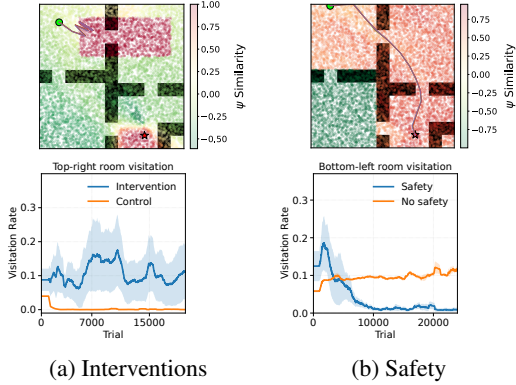 1.00
0.75
0.50
0.25
0.00
−0.25
−0.50
ψ Similarity
0.75
0.50
0.25
0.00
−0.25
−0.50
−0.75
ψ Similarity
Top-right room visitation
Intervention
Control
Visitation Rate
0.3
0.2
0.1
0.0
0
7000
15000
Trial
Bottom-left room visitation
Safety
No safety
Visitation Rate
0.3
0.2
0.1
0.0
0
10000
20000
Trial
(a) Interventions
(b) Safety